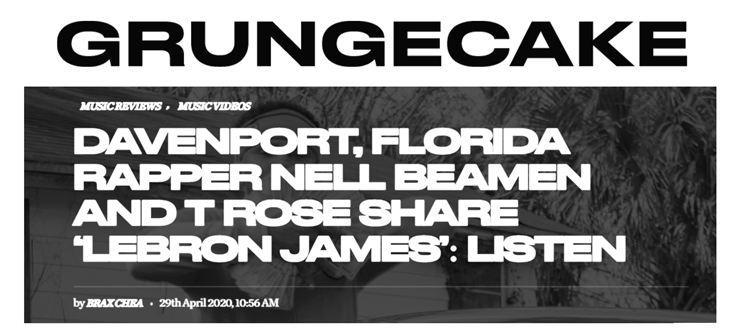 GRUNGECAKE
MUSIC REVIEWS • MUSIC VIDEOS
DAVENPORT, FLORIDA
RAPPER NELL BEAMEN
AND T ROSE SHARE
‘LEBRON JAMES’: LISTEN
by BRAX CHEA • 29th April 2020, 10:56 AM